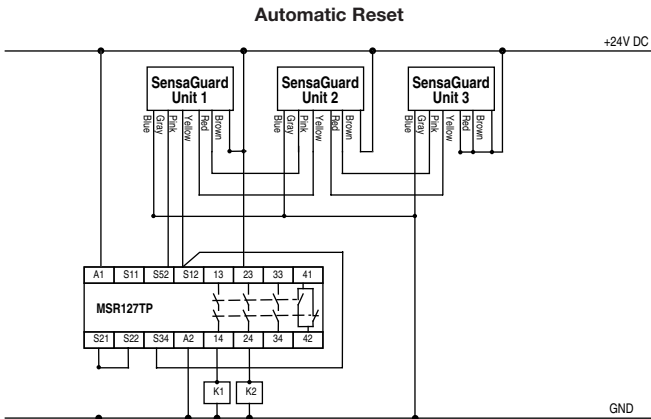 Automatic Reset
+24V DC
SensaGuard
Unit 1
SensaGuard
Unit 2
SensaGuard
Unit 3
Blue
Gray
Pink
Yellow
Red
Brown
Blue
Gray
Pink
Yellow
Red
Brown
Blue
Gray
Pink
Yellow
Red
Brown
A1 S11 S52 S12 13 23 33 41
MSR127TP
S21 S22 S34 A2 14 24 34 42
K1 K2
GND